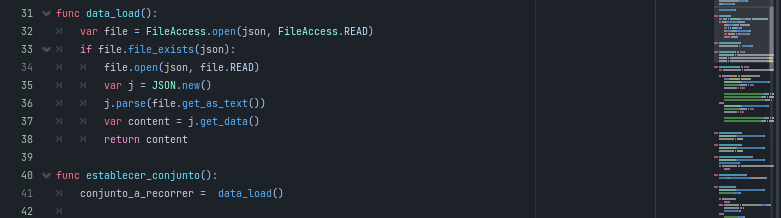 31 func data_load():
32 var file = FileAccess.open(json, FileAccess.READ)
33 if file.file_exists(json):
34 file.open(json, file.READ)
35 var j = JSON.new()
36 j.parse(file.get_as_text())
37 var content = j.get_data()
38 return content
39
40 func establecer_conjunto():
41 conjunto_a_recorrer =  data_load()
42